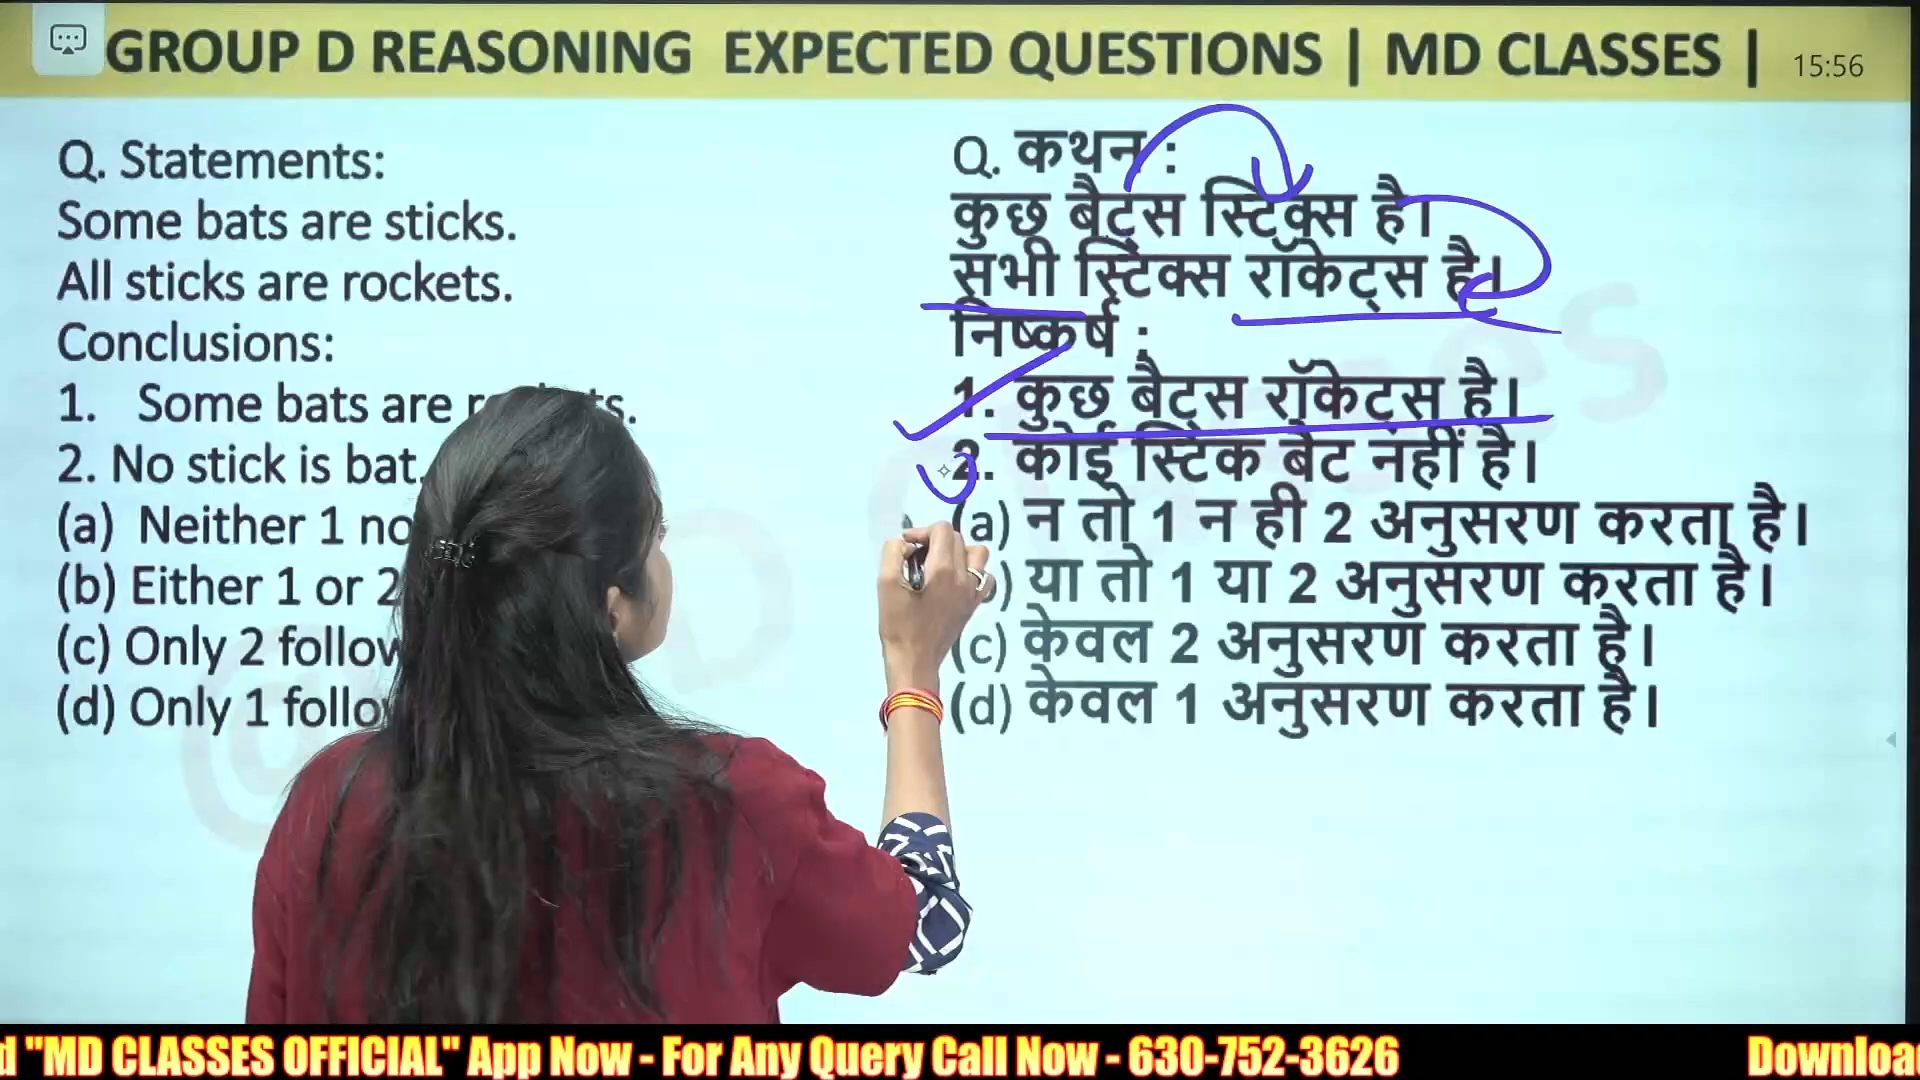 GROUP D REASONING EXPECTED QUESTIONS | MD CLASSES |
15:56
Q. Statements:
Some bats are sticks.
All sticks are rockets.
Conclusions:
1. Some bats are
2. No stick is bat.
(a) Neither 1
(b) Either 1 or 2
(c) Only 2
(d) Only 1
Q. कथन :
कुछ बैट्स स्टिक्स है।
सभी स्टिक्स रॉकेट्स है।
निष्कर्ष :
1. कुछ बैट्स रॉकेट्स है।
2. कोई स्टिक बैट नहीं है।
(a) न तो 1 न ही 2 अनुसरण करता है।
या तो 1 या 2 अनुसरण करता है।
(c) केवल 2 अनुसरण करता है।
(d) केवल 1 अनुसरण करता है।
"MD CLASSES OFFICIAL" App Now - For Any Query Call Now - 630-752-3626